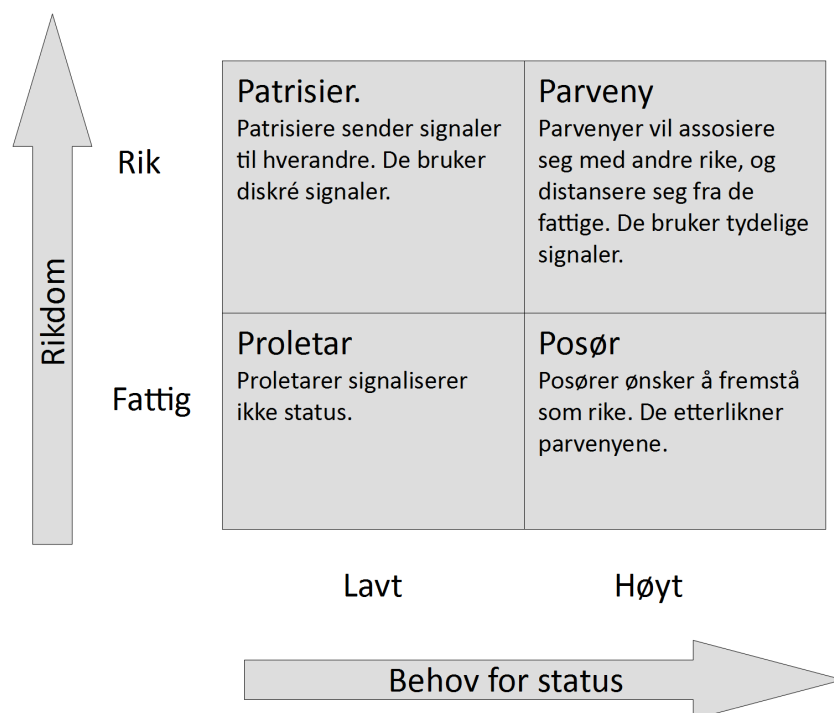 Rikdom
Rik
Fattig
Patrisier.
Patrisiere sender signaler
til hverandre. De bruker
diskré signaler.
Parveny
Parvenyer vil assosiere
seg med andre rike, og
distansere seg fra de
fattige. De bruker tydelige
signaler.
Proletar
Proletarer signaliserer
ikke status.
Posør
Posører ønsker å fremstå
som rike. De etterlikner
parvenyene.
Lavt
Høyt
Behov for status